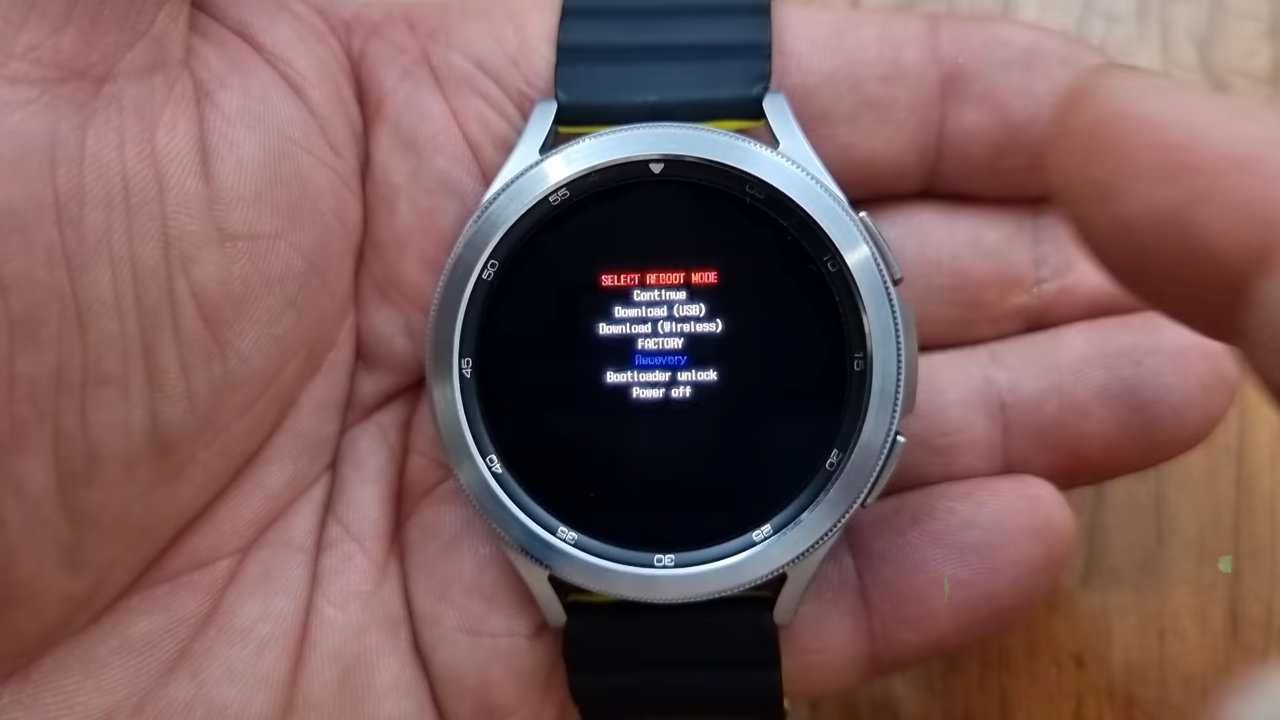 SELECT REBOOT MODE
Continue
Download (USB)
Download (Wireless)
FACTORY
Recovery
Bootloader unlock
Power off
05
10
15
20
25
30
35
40
45
50
55